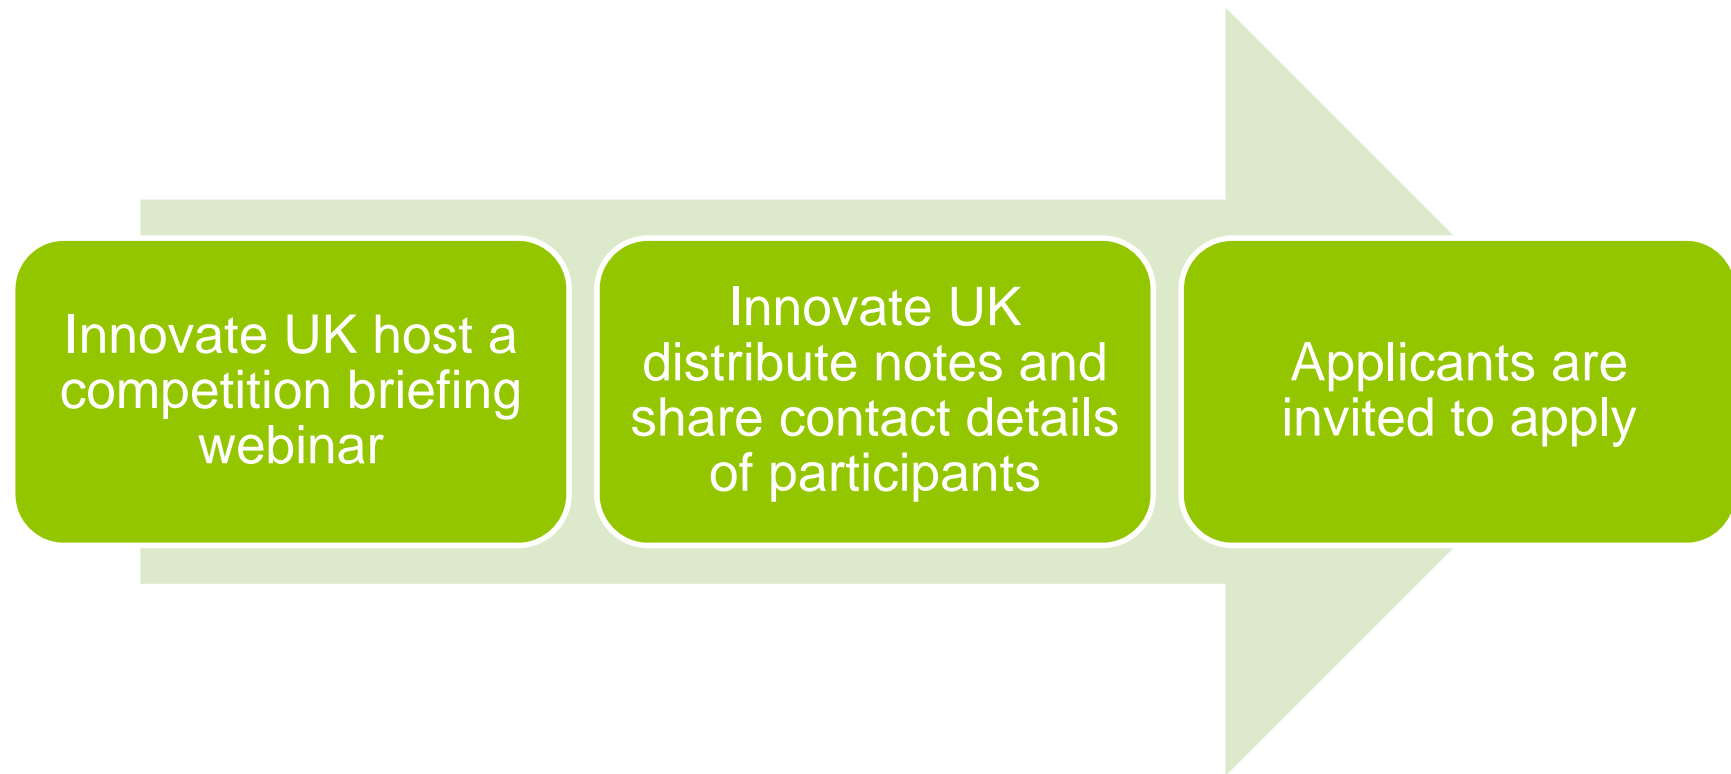 Innovate UK host a
competition briefing
webinar
Innovate UK
distribute notes and
share contact details
of participants
Applicants are
invited to apply